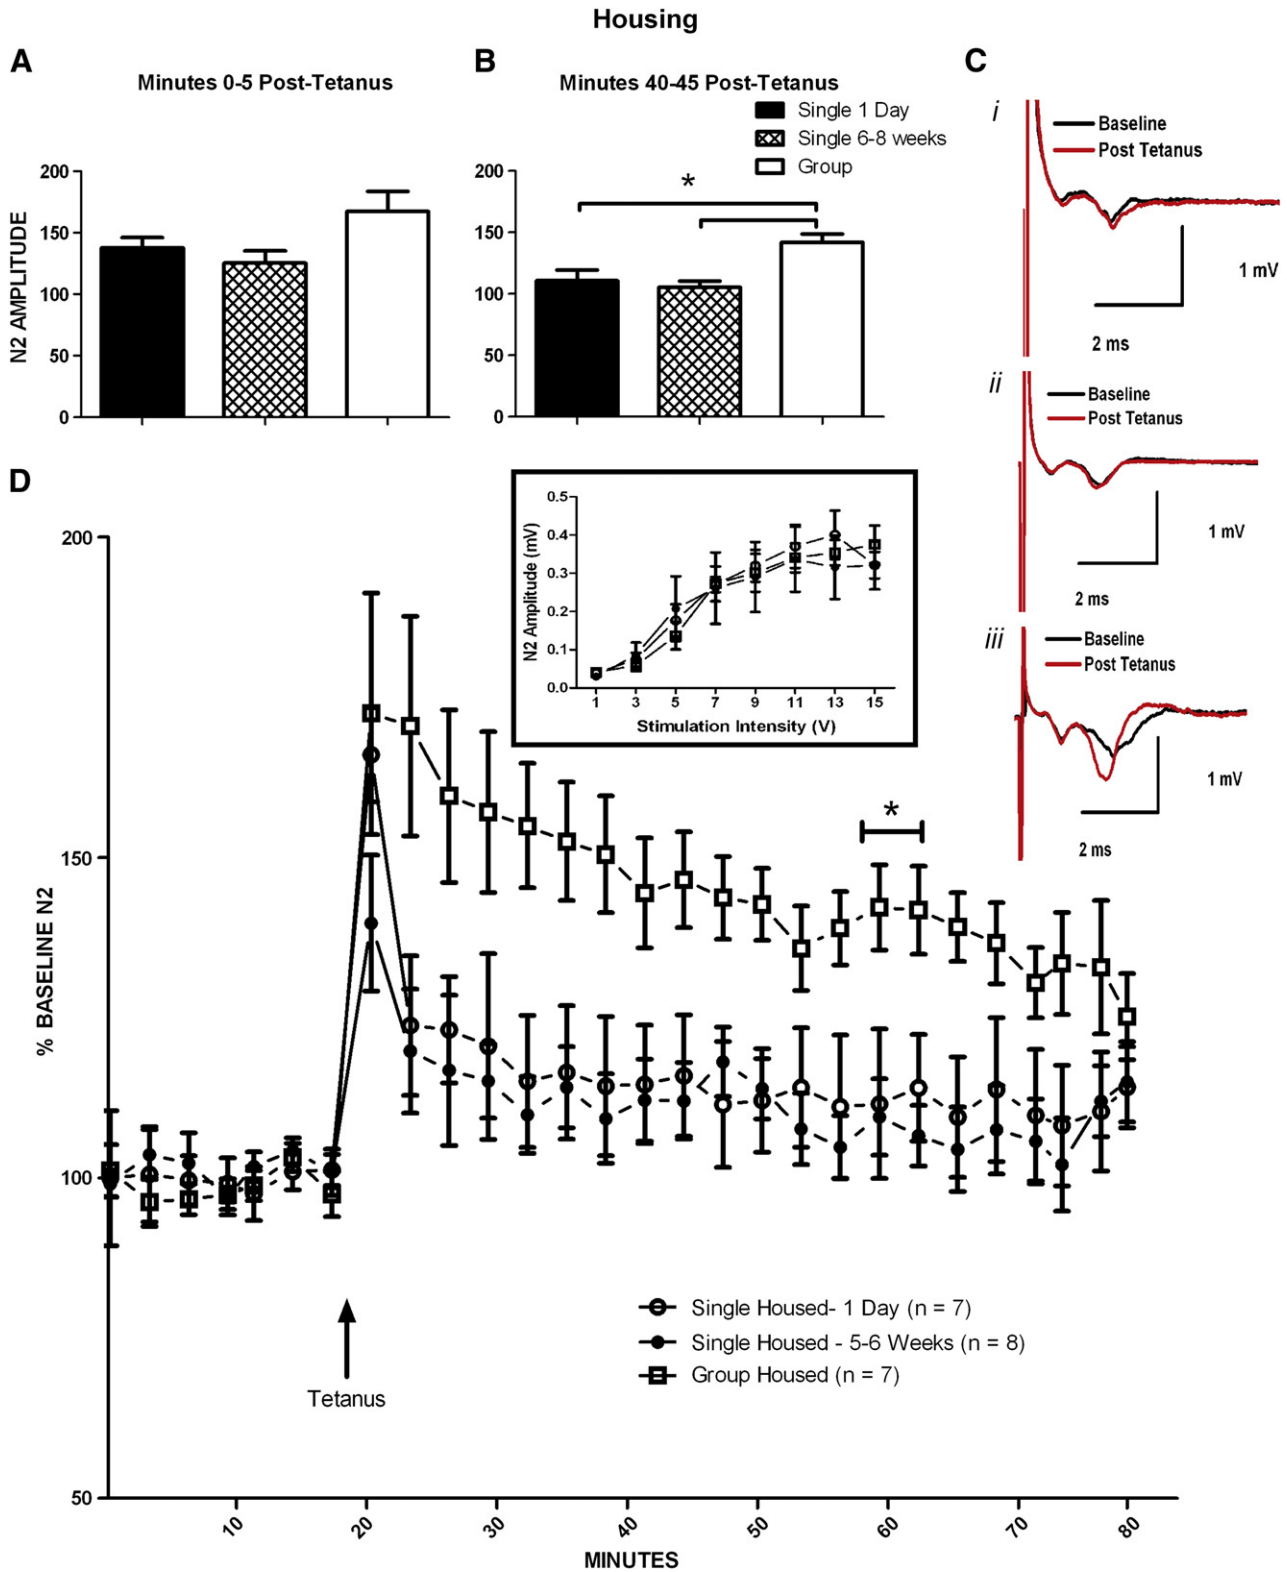 Housing
A
Minutes 0-5 Post-Tetanus
N2 AMPLITUDE
200
150
100
50
0
B
Minutes 40-45 Post-Tetanus
Single 1 Day
Single 6-8 weeks
Group
*
200
150
100
50
0
C
i
Baseline
Post Tetanus
1 mV
2 ms
ii
Baseline
Post Tetanus
1 mV
2 ms
iii
Baseline
Post Tetanus
1 mV
2 ms
D
% BASELINE N2
200
150
100
50
N2 Amplitude (mV)
0.5
0.4
0.3
0.2
0.1
0.0
1 3 5 7 9 11 13 15
Stimulation Intensity (V)
*
Tetanus
Single Housed- 1 Day (n = 7)
Single Housed - 5-6 Weeks (n = 8)
Group Housed (n = 7)
10 20 30 40 50 60 70 80
MINUTES